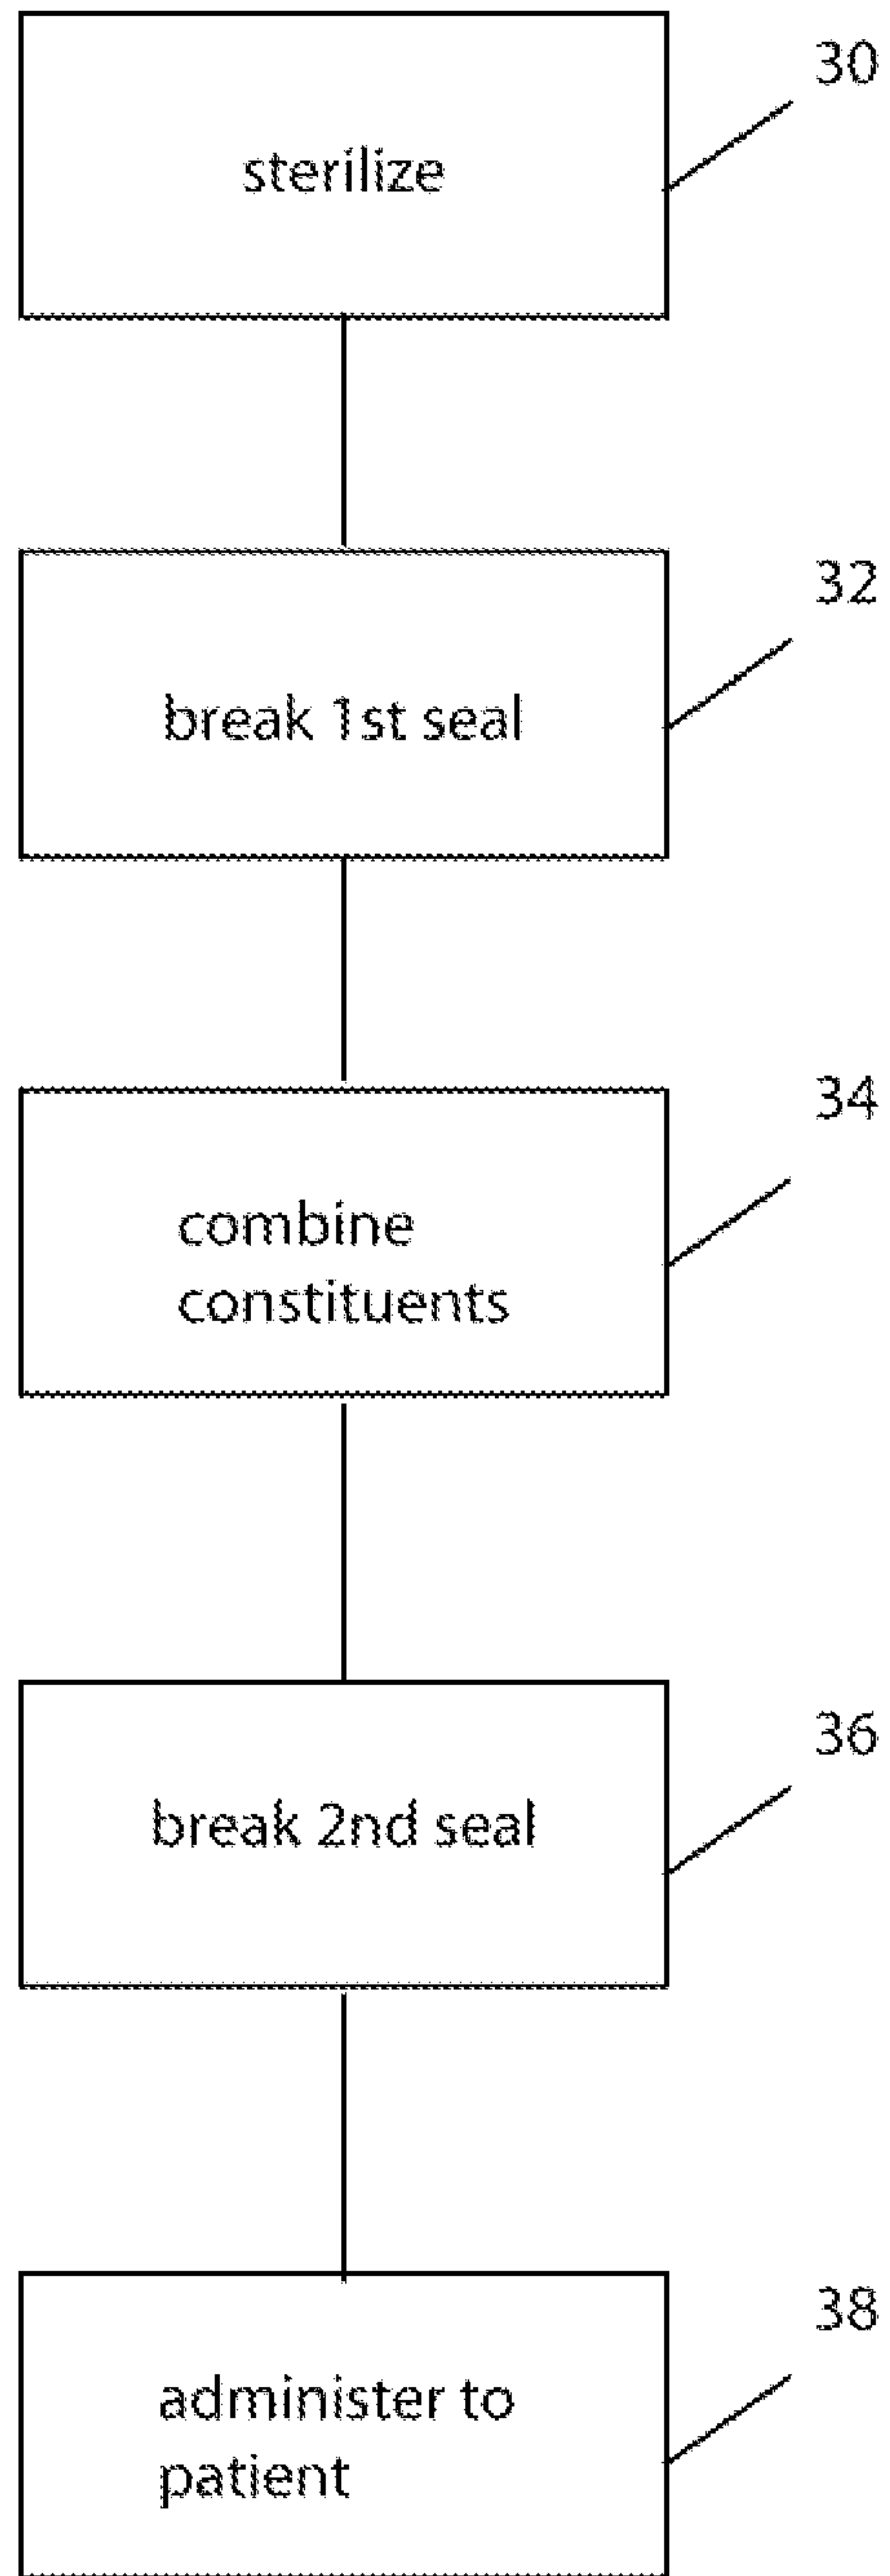 30
sterilize
32
break 1st seal
34
combine
constituents
36
break 2nd seal
38
administer to
patient